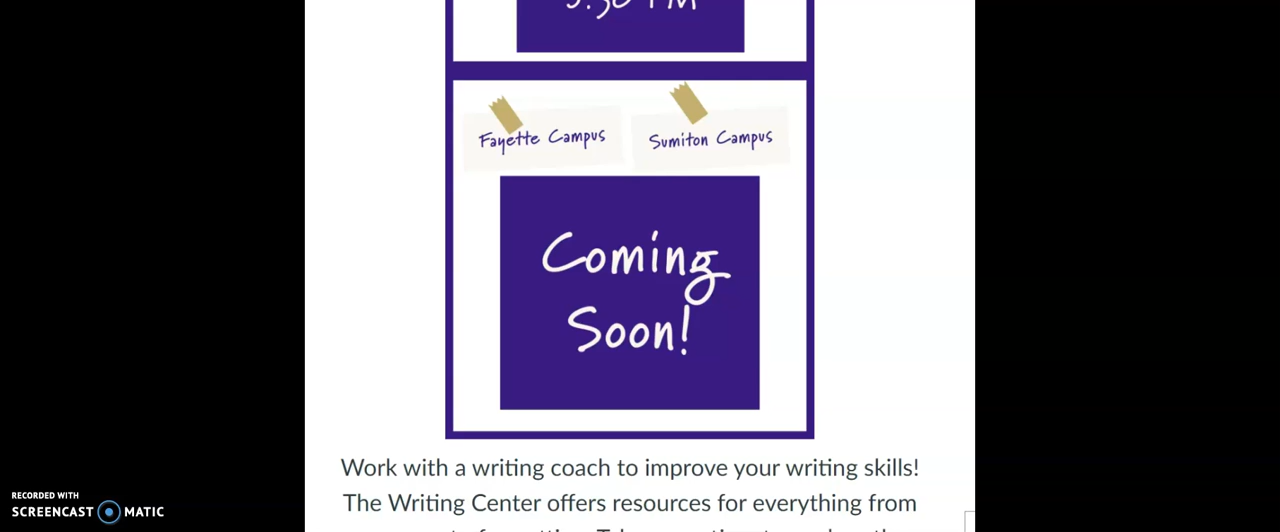 PM
Fayette Campus
Sumiton Campus
Coming
Soon!
Work with a writing coach to improve your writing skills!
The Writing Center offers resources for everything from
RECORDED WITH
SCREENCAST MATIC